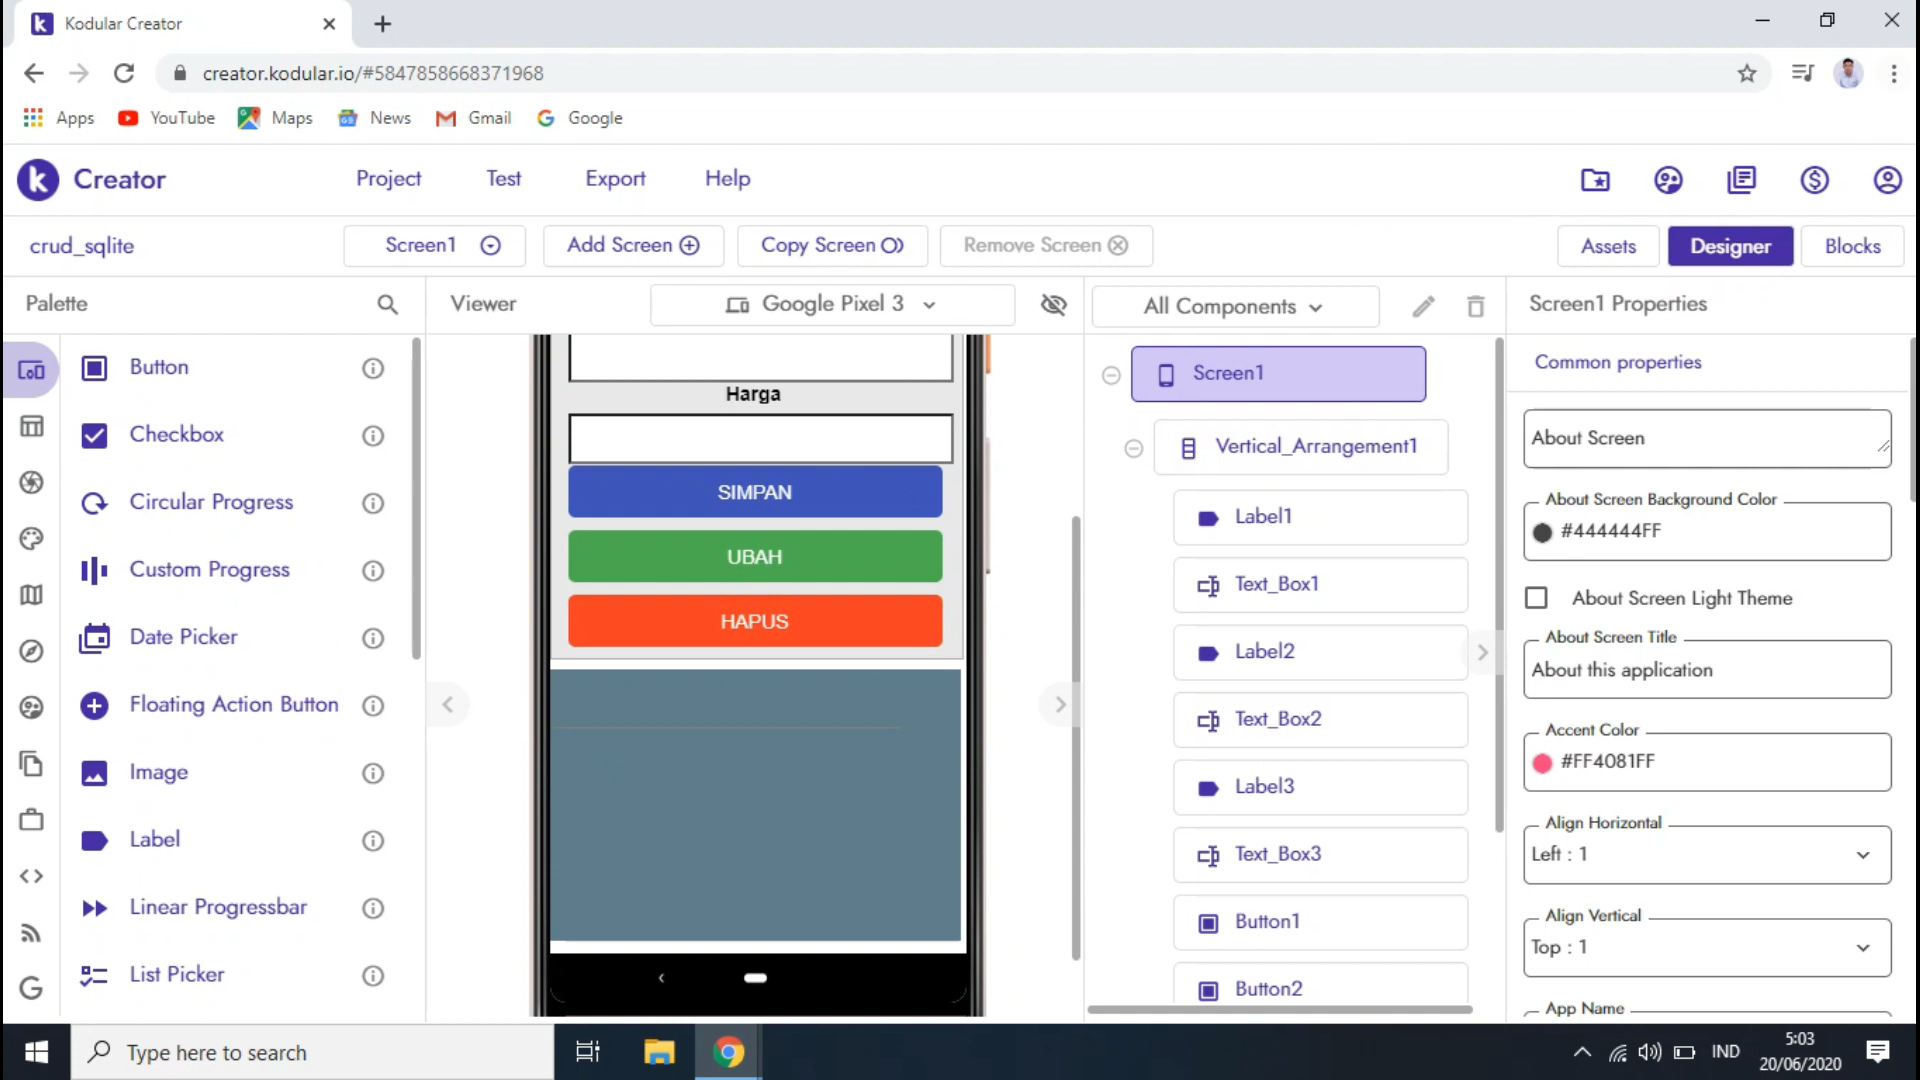 Kodular Creator
creator.kodular.io/#5847858668371968
Apps YouTube Maps News Gmail Google
k Creator Project Test Export Help
crud_sqlite Screen1 Add Screen Copy Screen Remove Screen Assets Designer Blocks
Palette Viewer Google Pixel 3 All Components Screen1 Properties
Button
Checkbox
Circular Progress
Custom Progress
Date Picker
Floating Action Button
Image
Label
Linear Progressbar
List Picker
Harga
SIMPAN
UBAH
HAPUS
Screen1
Vertical_Arrangement1
Label1
Text_Box1
Label2
Text_Box2
Label3
Text_Box3
Button1
Button2
Common properties
About Screen
About Screen Background Color
#444444FF
About Screen Light Theme
About Screen Title
About this application
Accent Color
#FF4081FF
Align Horizontal
Left : 1
Align Vertical
Top : 1
App Name
Type here to search
IND
5:03
20/06/2020